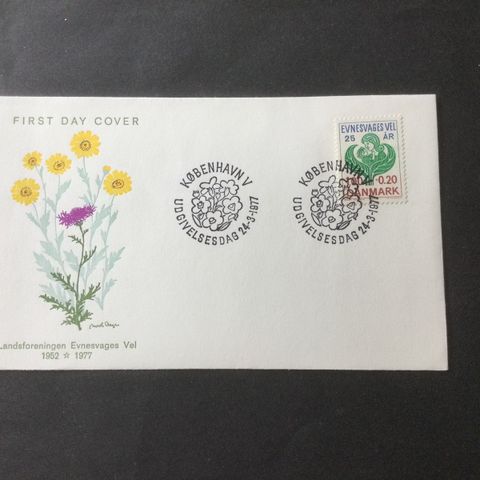 FIRST DAY COVER
KØBENHAVN V
UDGIVELSESDAG 24-3-1977
KØBENHAVN V
UDGIVELSESDAG 24-3-1977
EVNESVAGES VEL
25 ÅR
0.20
DANMARK
Landsforeningen Evnesvages Vel
1952 ☆ 1977